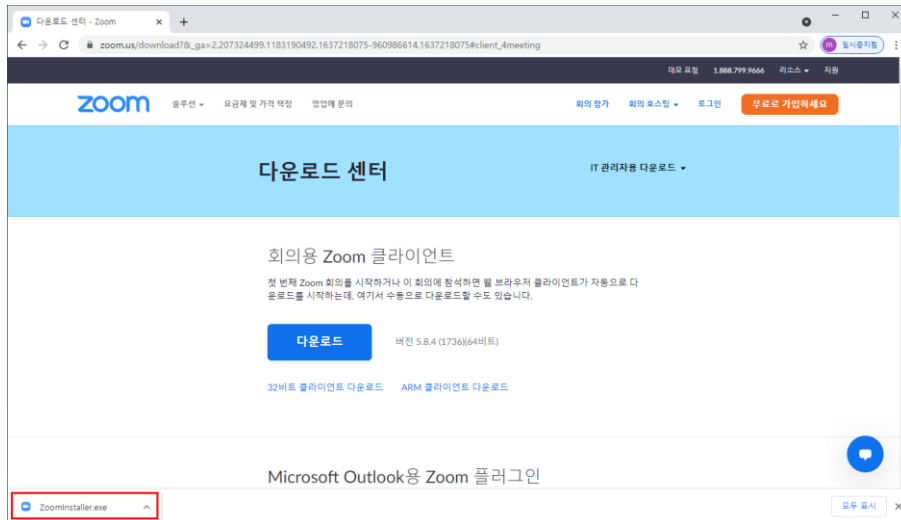 다운로드 센터 - Zoom
zoom.us/download?&_ga=2.207324499.1183190492.1637218075-960986614.1637218075#client_4meeting
m 일시중지됨
데모 요청 1.888.799.9666 리소스 지원
zoom 솔루션 요금제 및 가격 책정 영업에 문의 회의 참가 회의 호스팅 로그인 무료로 가입하세요
다운로드 센터 IT 관리자용 다운로드
회의용 Zoom 클라이언트
첫 번째 Zoom 회의를 시작하거나 이 회의에 참석하면 웹 브라우저 클라이언트가 자동으로 다
운로드를 시작하는데, 여기서 수동으로 다운로드할 수도 있습니다.
다운로드 버전 5.8.4 (1736)(64비트)
32비트 클라이언트 다운로드 ARM 클라이언트 다운로드
Microsoft Outlook용 Zoom 플러그인
ZoomInstaller.exe 모두 표시